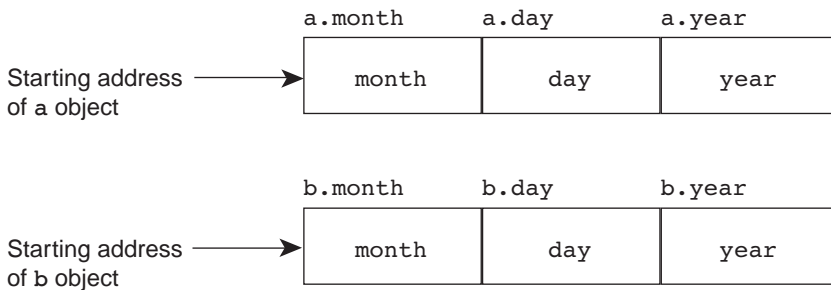 a.month a.day a.year
Starting address
of a object
month day year
b.month b.day b.year
Starting address
of b object
month day year